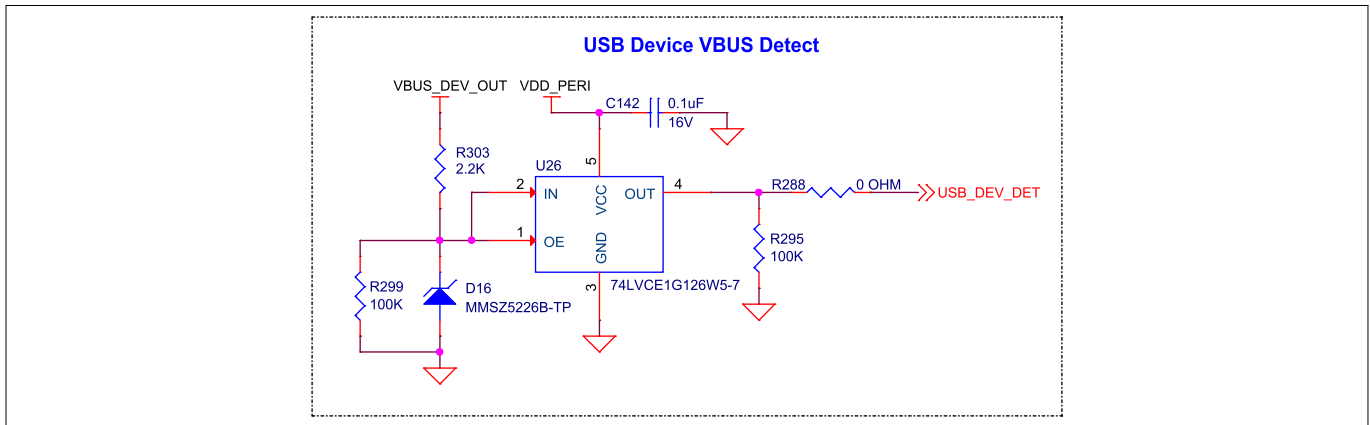 USB Device VBUS Detect
VBUS_DEV_OUT
VDD_PERI
C142
0.1uF
16V
R303
2.2K
U26
5
2
IN
VCC
OUT
4
R288
0 OHM
USB_DEV_DET
1
OE
GND
R295
100K
R299
100K
D16
MMSZ5226B-TP
3
74LVCE1G126W5-7